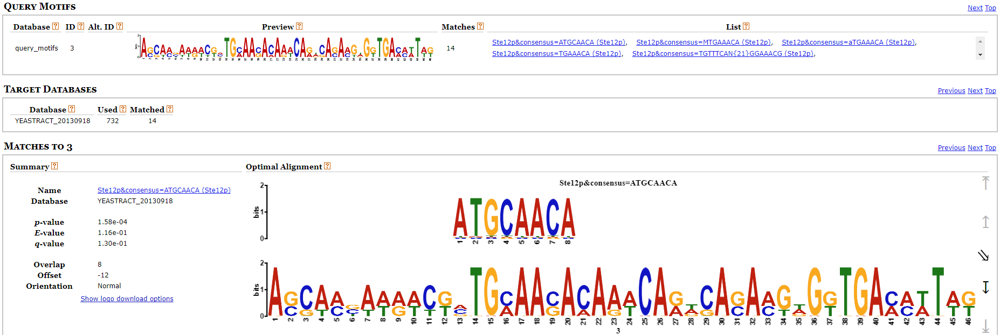 QUERY MOTIFS
Next Top
Database ? ID ? Alt. ID ? Preview ? Matches ? List ?
query_motifs 3 14 Ste12p&consensus=ATGCAACA (Ste12p), Ste12p&consensus=MTGAAACA (Ste12p), Ste12p&consensus=aTGAAACA (Ste12p),
Ste12p&consensus=TGAAACA (Ste12p), Ste12p&consensus=TGTTTCAN{21}GGAAACG (Ste12p),
TARGET DATABASES
Previous Next Top
Database ? Used ? Matched ?
YEASTRACT_20130918 732 14
MATCHES TO 3
Previous Next Top
Summary ?
Name Ste12p&consensus=ATGCAACA (Ste12p)
Database YEASTRACT_20130918
p-value 1.58e-04
E-value 1.16e-01
q-value 1.30e-01
Overlap 8
Offset -12
Orientation Normal
Show logo download options
Optimal Alignment ?
Ste12p&consensus=ATGCAACA
2
bits
1
0
ATGCAACA
1 2 3 4 5 6 7 8
2
bits
1
0
1 2 3 4 5 6 7 8 9 10 11 12 13 14 15 16 17 18 19 20 21 22 23 24 25 26 27 28 29 30 31 32 33 34 35 36 37 38 39 40 41 42 43 44 45 46
3